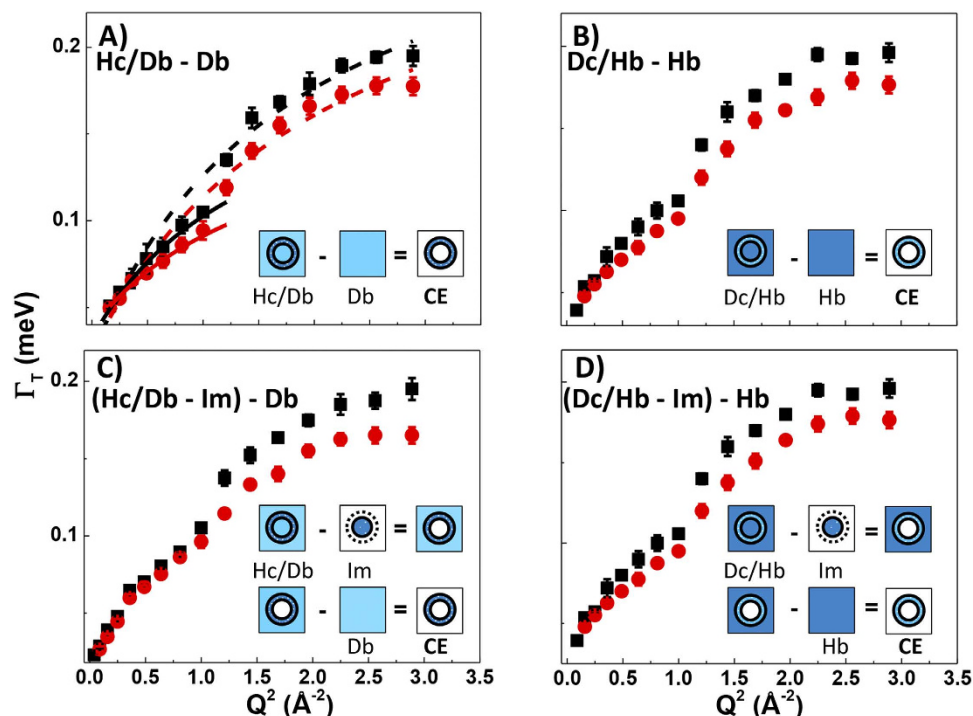 A)
Hc/Db - Db
0.2
0.1
- =
Hc/Db Db CE
B)
Dc/Hb - Hb
- =
Dc/Hb Hb CE
Γ_T (meV)
C)
(Hc/Db - Im) - Db
0.2
0.1
- =
Hc/Db Im
- =
Db CE
0.0 0.5 1.0 1.5 2.0 2.5 3.0 3.5
Q² (Å⁻²)
D)
(Dc/Hb - Im) - Hb
- =
Dc/Hb Im
- =
Hb CE
0.0 0.5 1.0 1.5 2.0 2.5 3.0 3.5
Q² (Å⁻²)